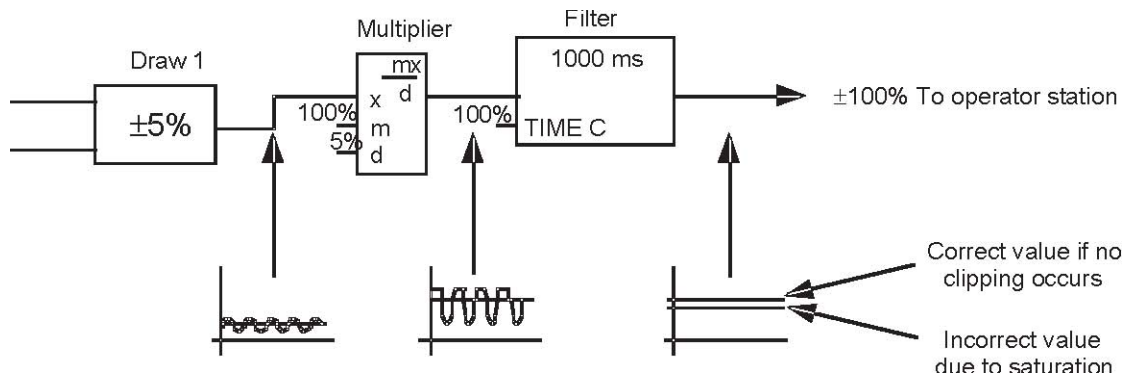 Filter
Multiplier
Draw 1
±5%
mx
d
x
m
d
100%
5%
1000 ms
100%
TIME C
±100% To operator station
Correct value if no
clipping occurs
Incorrect value
due to saturation